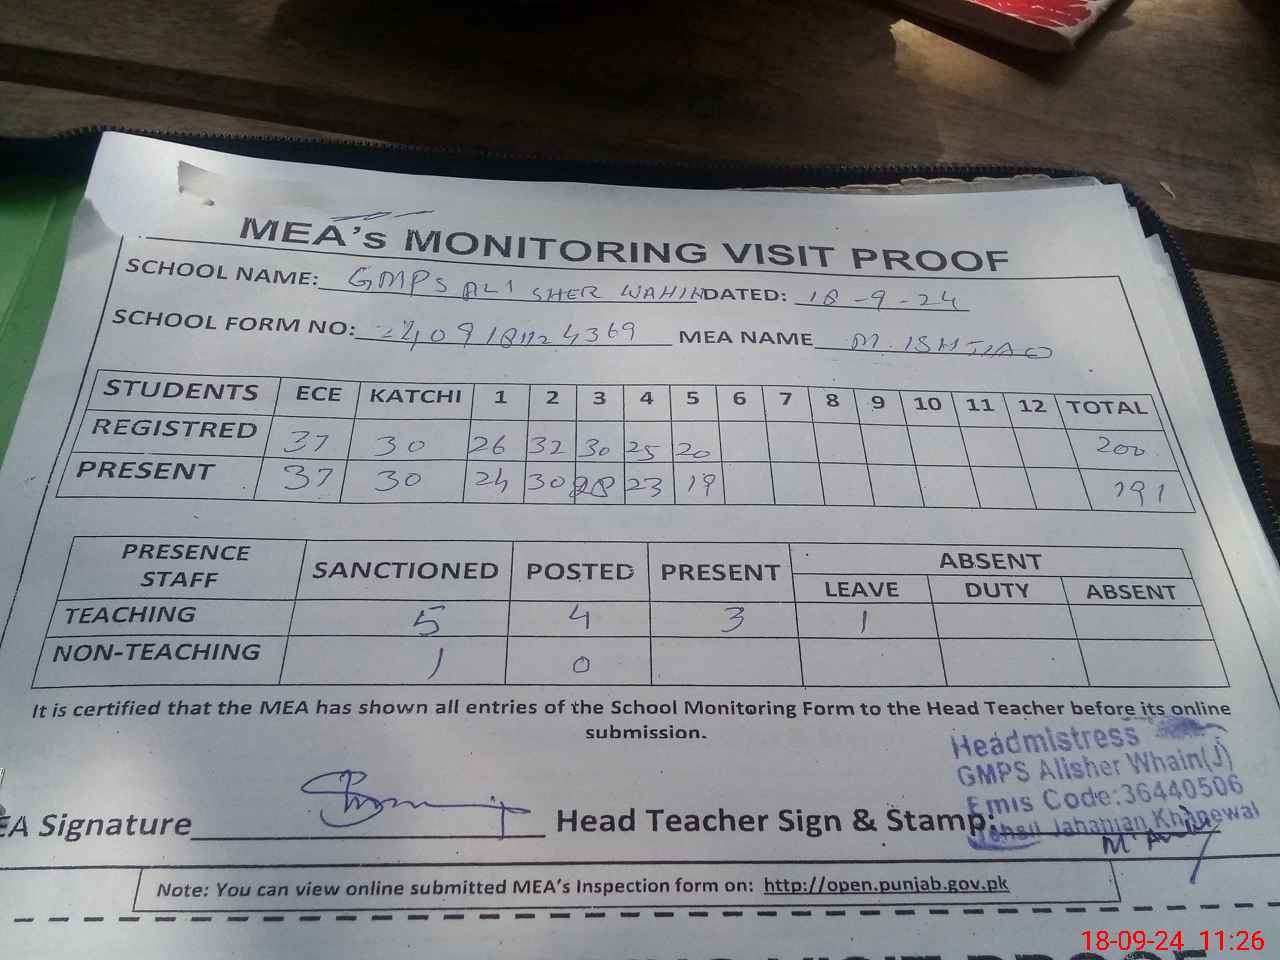 MEA's MONITORING VISIT PROOF
SCHOOL NAME: GMPS ALI SHER WAHIN DATED: 18-9-24
SCHOOL FORM NO: 2409181124369 MEA NAME M. ISHTIAQ
STUDENTS ECE KATCHI 1 2 3 4 5 6 7 8 9 10 11 12 TOTAL
REGISTRED 37 30 26 32 30 25 20 200
PRESENT 37 30 24 30 28 23 19 191
PRESENCE STAFF SANCTIONED POSTED PRESENT ABSENT
LEAVE DUTY ABSENT
TEACHING 5 4 3 1
NON-TEACHING 1 0
It is certified that the MEA has shown all entries of the School Monitoring Form to the Head Teacher before its online
submission.
Headmistress
GMPS Alisher Whain(J)
Emis Code:36440506
Tehsil Jahanian Khanewal
EA Signature Head Teacher Sign & Stamp:
Note: You can view online submitted MEA's Inspection form on: http://open.punjab.gov.pk
18-09-24 11:26